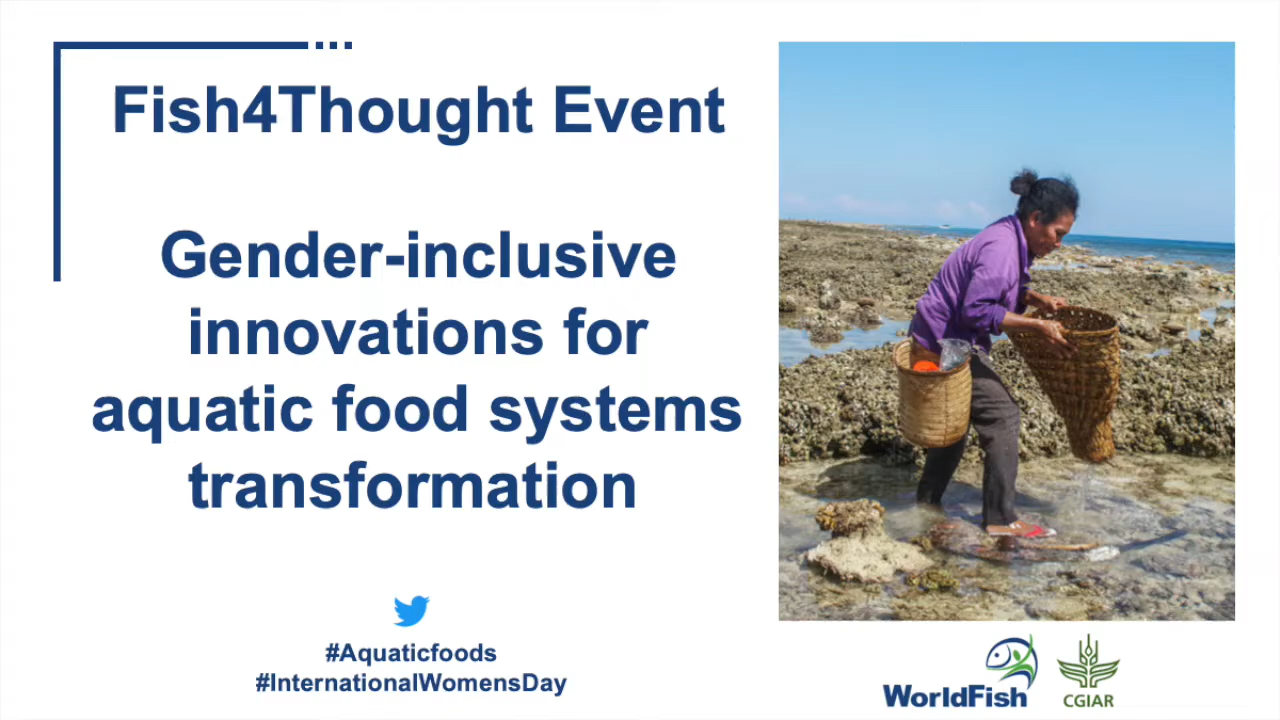 Fish4Thought Event
Gender-inclusive
innovations for
aquatic food systems
transformation
#Aquaticfoods
#InternationalWomensDay
WorldFish
CGIAR